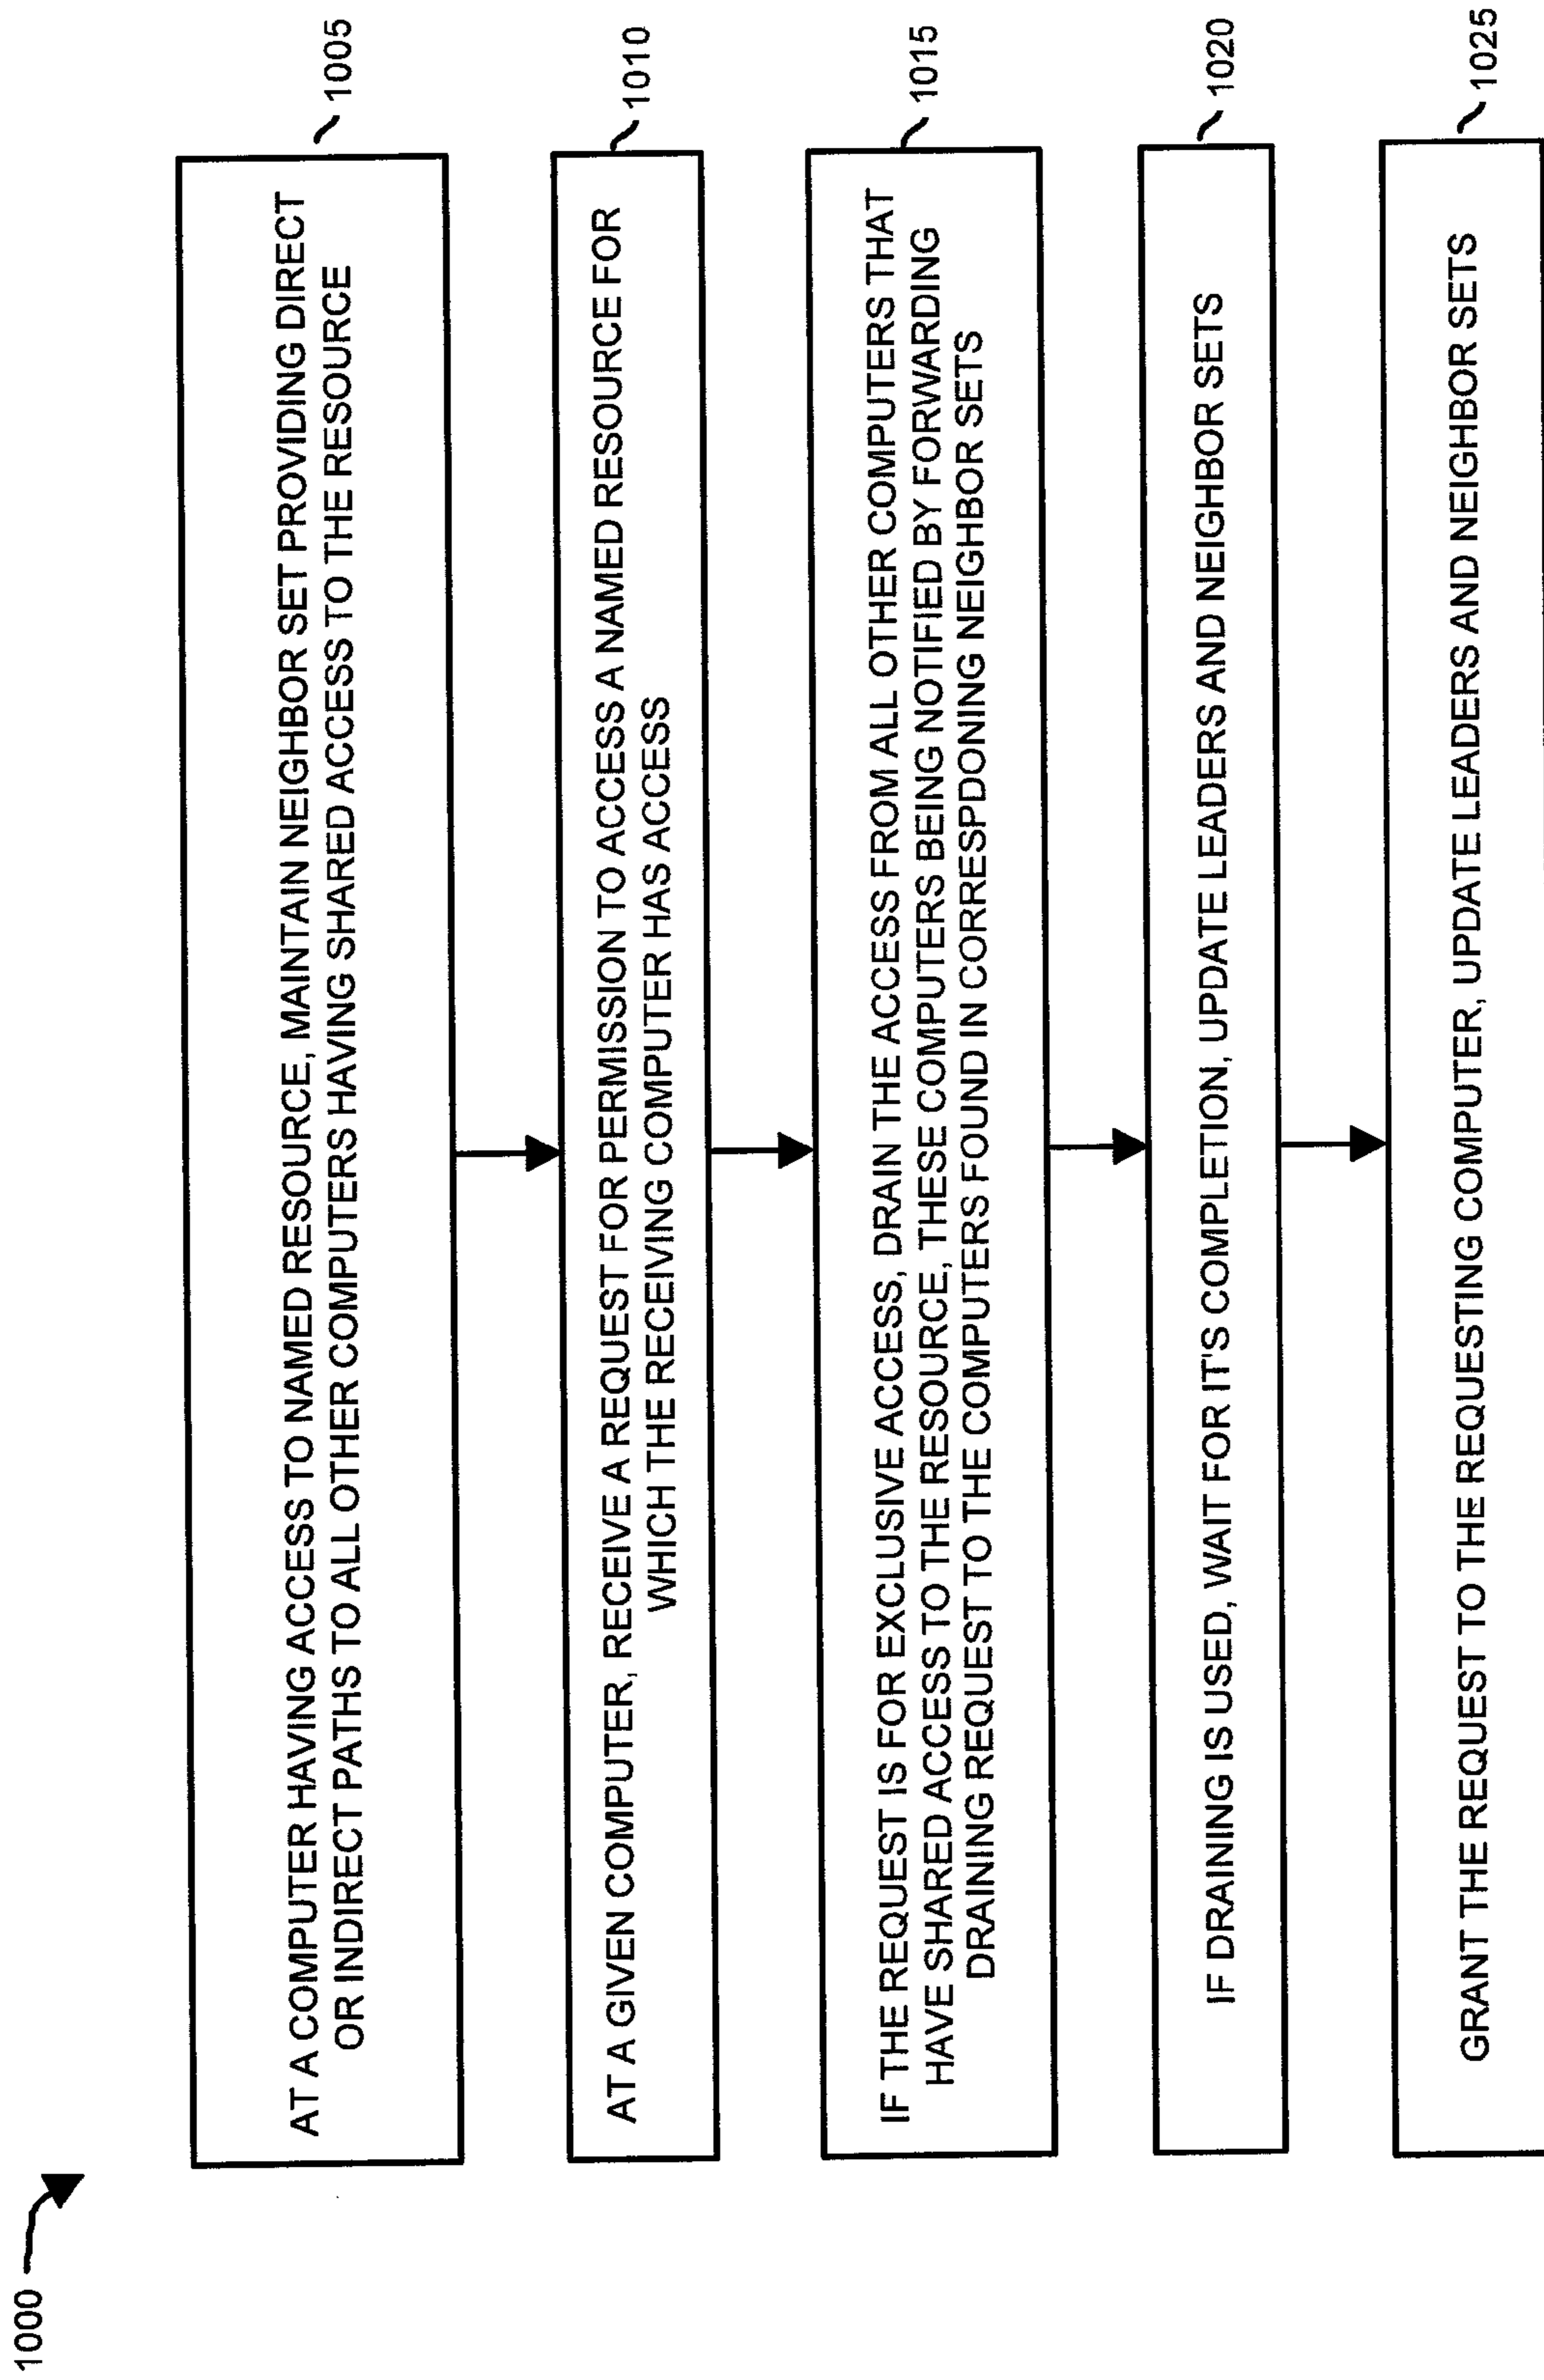 1000
AT A COMPUTER HAVING ACCESS TO NAMED RESOURCE, MAINTAIN NEIGHBOR SET PROVIDING DIRECT
OR INDIRECT PATHS TO ALL OTHER COMPUTERS HAVING SHARED ACCESS TO THE RESOURCE
1005
AT A GIVEN COMPUTER, RECEIVE A REQUEST FOR PERMISSION TO ACCESS A NAMED RESOURCE FOR
WHICH THE RECEIVING COMPUTER HAS ACCESS
1010
IF THE REQUEST IS FOR EXCLUSIVE ACCESS, DRAIN THE ACCESS FROM ALL OTHER COMPUTERS THAT
HAVE SHARED ACCESS TO THE RESOURCE, THESE COMPUTERS BEING NOTIFIED BY FORWARDING
DRAINING REQUEST TO THE COMPUTERS FOUND IN CORRESPDONING NEIGHBOR SETS
1015
IF DRAINING IS USED, WAIT FOR IT'S COMPLETION, UPDATE LEADERS AND NEIGHBOR SETS
1020
GRANT THE REQUEST TO THE REQUESTING COMPUTER, UPDATE LEADERS AND NEIGHBOR SETS
1025